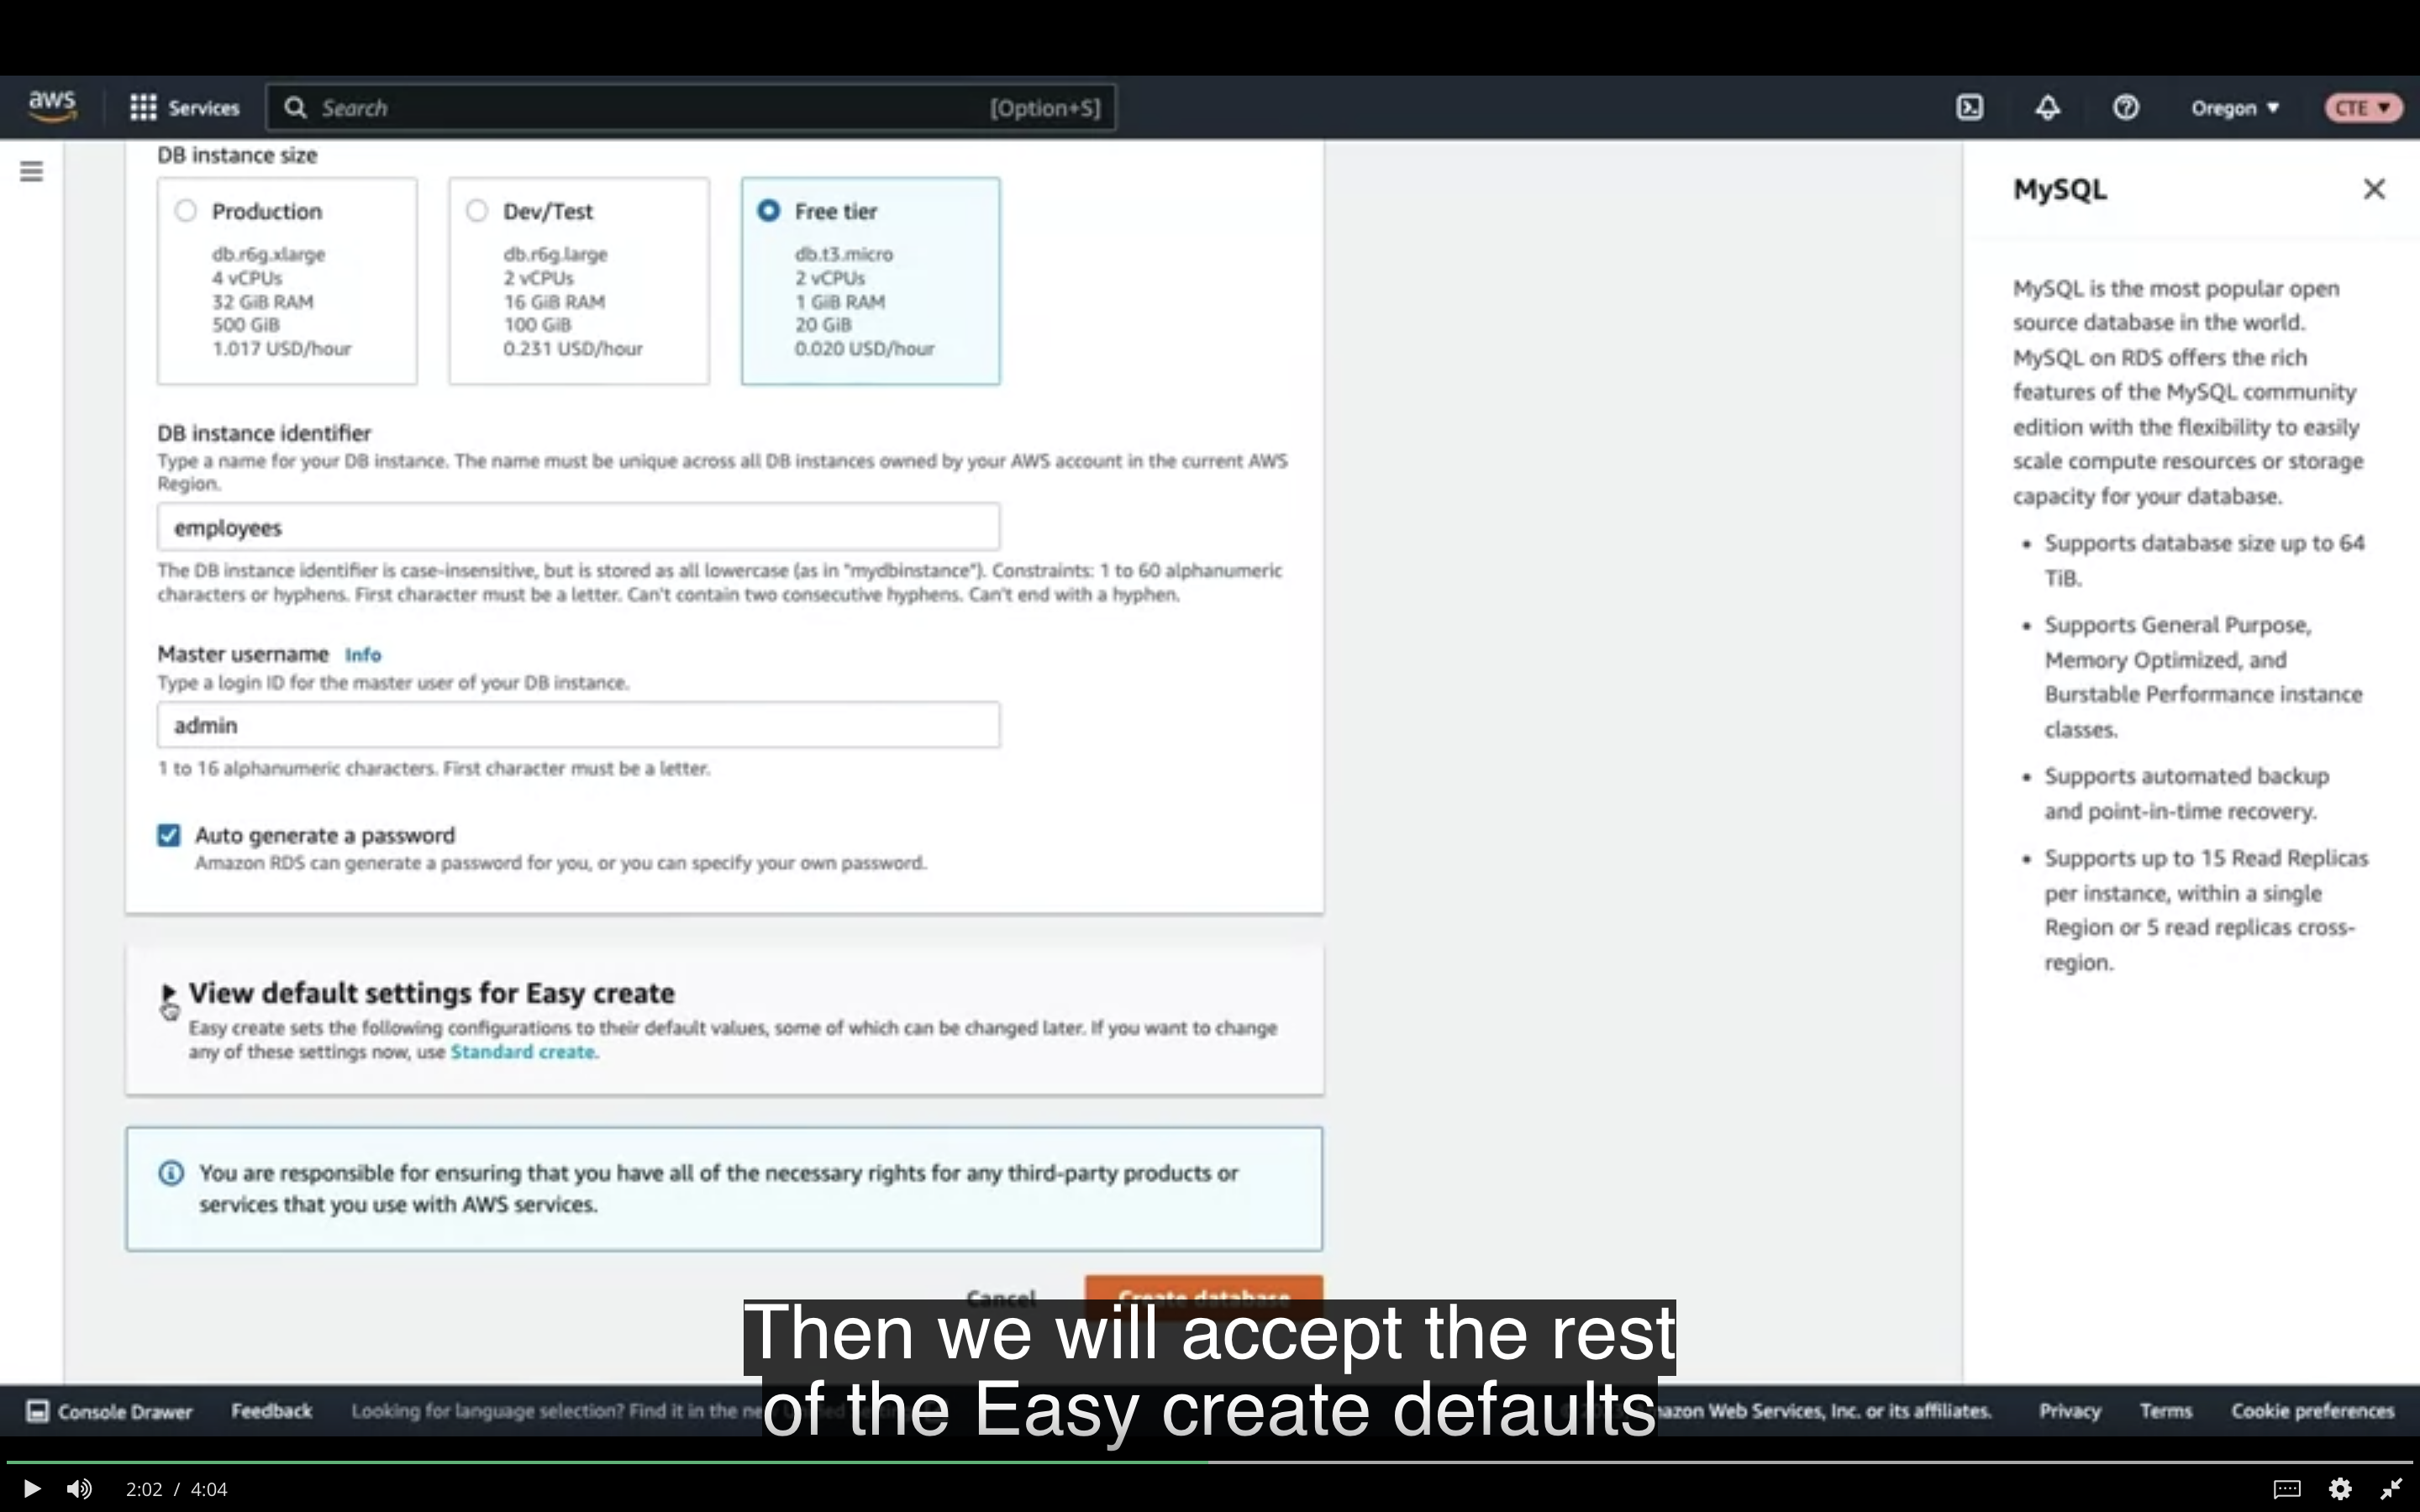 aws
Services
Search
[Option+S]
Oregon
CTE
DB instance size
Production
db.r6g.xlarge
4 vCPUs
32 GiB RAM
500 GiB
1.017 USD/hour
Dev/Test
db.r6g.large
2 vCPUs
16 GiB RAM
100 GiB
0.231 USD/hour
Free tier
db.t3.micro
2 vCPUs
1 GiB RAM
20 GiB
0.020 USD/hour
DB instance identifier
Type a name for your DB instance. The name must be unique across all DB instances owned by your AWS account in the current AWS
Region.
employees
The DB instance identifier is case-insensitive, but is stored as all lowercase (as in "mydbinstance"). Constraints: 1 to 60 alphanumeric
characters or hyphens. First character must be a letter. Can't contain two consecutive hyphens. Can't end with a hyphen.
Master username Info
Type a login ID for the master user of your DB instance.
admin
1 to 16 alphanumeric characters. First character must be a letter.
Auto generate a password
Amazon RDS can generate a password for you, or you can specify your own password.
View default settings for Easy create
Easy create sets the following configurations to their default values, some of which can be changed later. If you want to change
any of these settings now, use Standard create.
You are responsible for ensuring that you have all of the necessary rights for any third-party products or
services that you use with AWS services.
Cancel
Create database
MySQL
MySQL is the most popular open
source database in the world.
MySQL on RDS offers the rich
features of the MySQL community
edition with the flexibility to easily
scale compute resources or storage
capacity for your database.
• Supports database size up to 64
TiB.
• Supports General Purpose,
Memory Optimized, and
Burstable Performance instance
classes.
• Supports automated backup
and point-in-time recovery.
• Supports up to 15 Read Replicas
per instance, within a single
Region or 5 read replicas cross-
region.
Then we will accept the rest
of the Easy create defaults
Console Drawer
Feedback
Looking for language selection? Find it in the
Web Services, Inc. or its affiliates.
Privacy
Terms
Cookie preferences
2:02 / 4:04